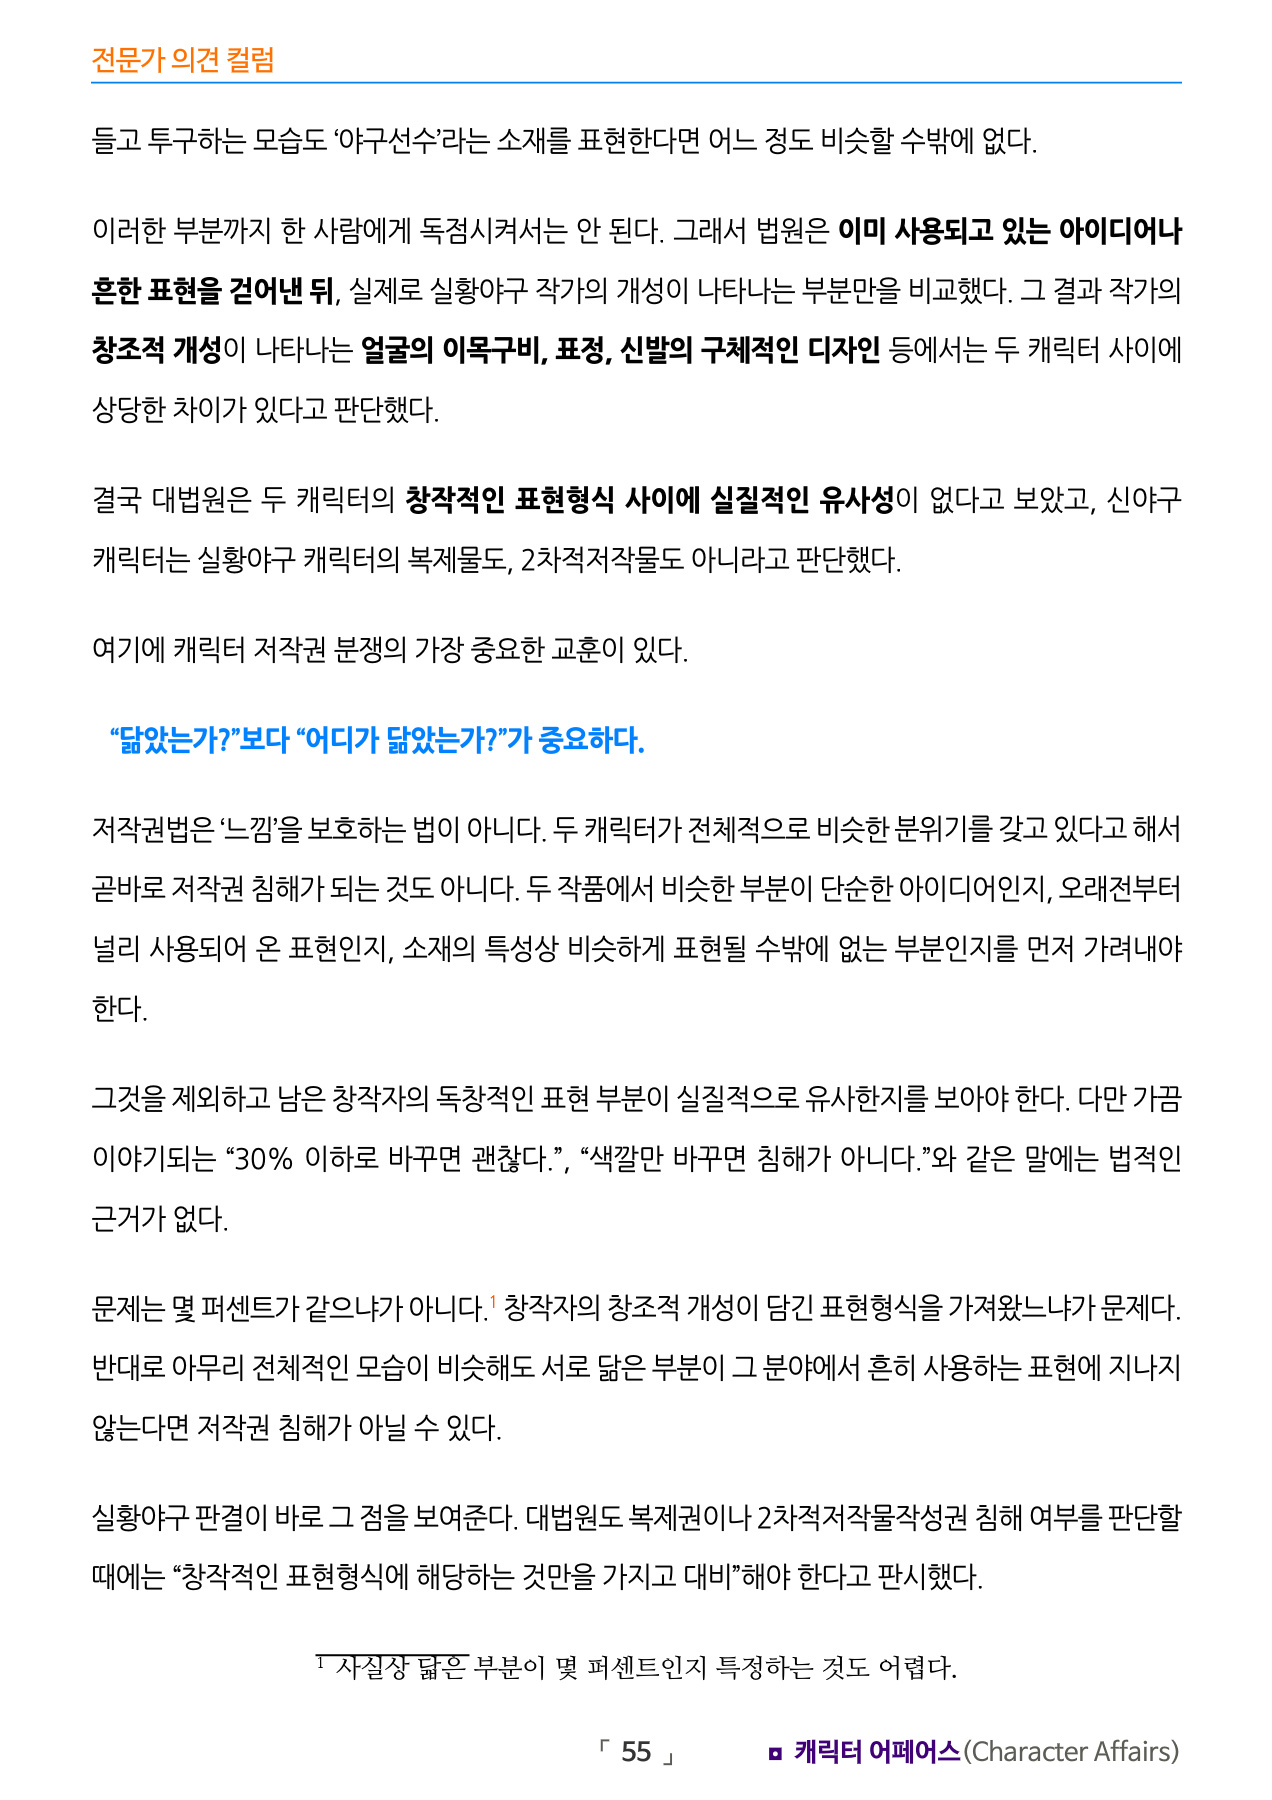 전문가 의견 컬럼
들고 투구하는 모습도 ‘야구선수’라는 소재를 표현한다면 어느 정도 비슷할 수밖에 없다.
이러한 부분까지 한 사람에게 독점시켜서는 안 된다. 그래서 법원은 이미 사용되고 있는 아이디어나
흔한 표현을 걷어낸 뒤, 실제로 실황야구 작가의 개성이 나타나는 부분만을 비교했다. 그 결과 작가의
창조적 개성이 나타나는 얼굴의 이목구비, 표정, 신발의 구체적인 디자인 등에서는 두 캐릭터 사이에
상당한 차이가 있다고 판단했다.
결국 대법원은 두 캐릭터의 창작적인 표현형식 사이에 실질적인 유사성이 없다고 보았고, 신야구
캐릭터는 실황야구 캐릭터의 복제물도, 2차적저작물도 아니라고 판단했다.
여기에 캐릭터 저작권 분쟁의 가장 중요한 교훈이 있다.
“닮았는가?”보다 “어디가 닮았는가?”가 중요하다.
저작권법은 ‘느낌’을 보호하는 법이 아니다. 두 캐릭터가 전체적으로 비슷한 분위기를 갖고 있다고 해서
곧바로 저작권 침해가 되는 것도 아니다. 두 작품에서 비슷한 부분이 단순한 아이디어인지, 오래전부터
널리 사용되어 온 표현인지, 소재의 특성상 비슷하게 표현될 수밖에 없는 부분인지를 먼저 가려내야
한다.
그것을 제외하고 남은 창작자의 독창적인 표현 부분이 실질적으로 유사한지를 보아야 한다. 다만 가끔
이야기되는 “30% 이하로 바꾸면 괜찮다.”, “색깔만 바꾸면 침해가 아니다.”와 같은 말에는 법적인
근거가 없다.
문제는 몇 퍼센트가 같으냐가 아니다.¹ 창작자의 창조적 개성이 담긴 표현형식을 가져왔느냐가 문제다.
반대로 아무리 전체적인 모습이 비슷해도 서로 닮은 부분이 그 분야에서 흔히 사용하는 표현에 지나지
않는다면 저작권 침해가 아닐 수 있다.
실황야구 판결이 바로 그 점을 보여준다. 대법원도 복제권이나 2차적저작물작성권 침해 여부를 판단할
때에는 “창작적인 표현형식에 해당하는 것만을 가지고 대비”해야 한다고 판시했다.
¹ 사실상 닮은 부분이 몇 퍼센트인지 특정하는 것도 어렵다.
「 55 」 캐릭터 어페어스(Character Affairs)